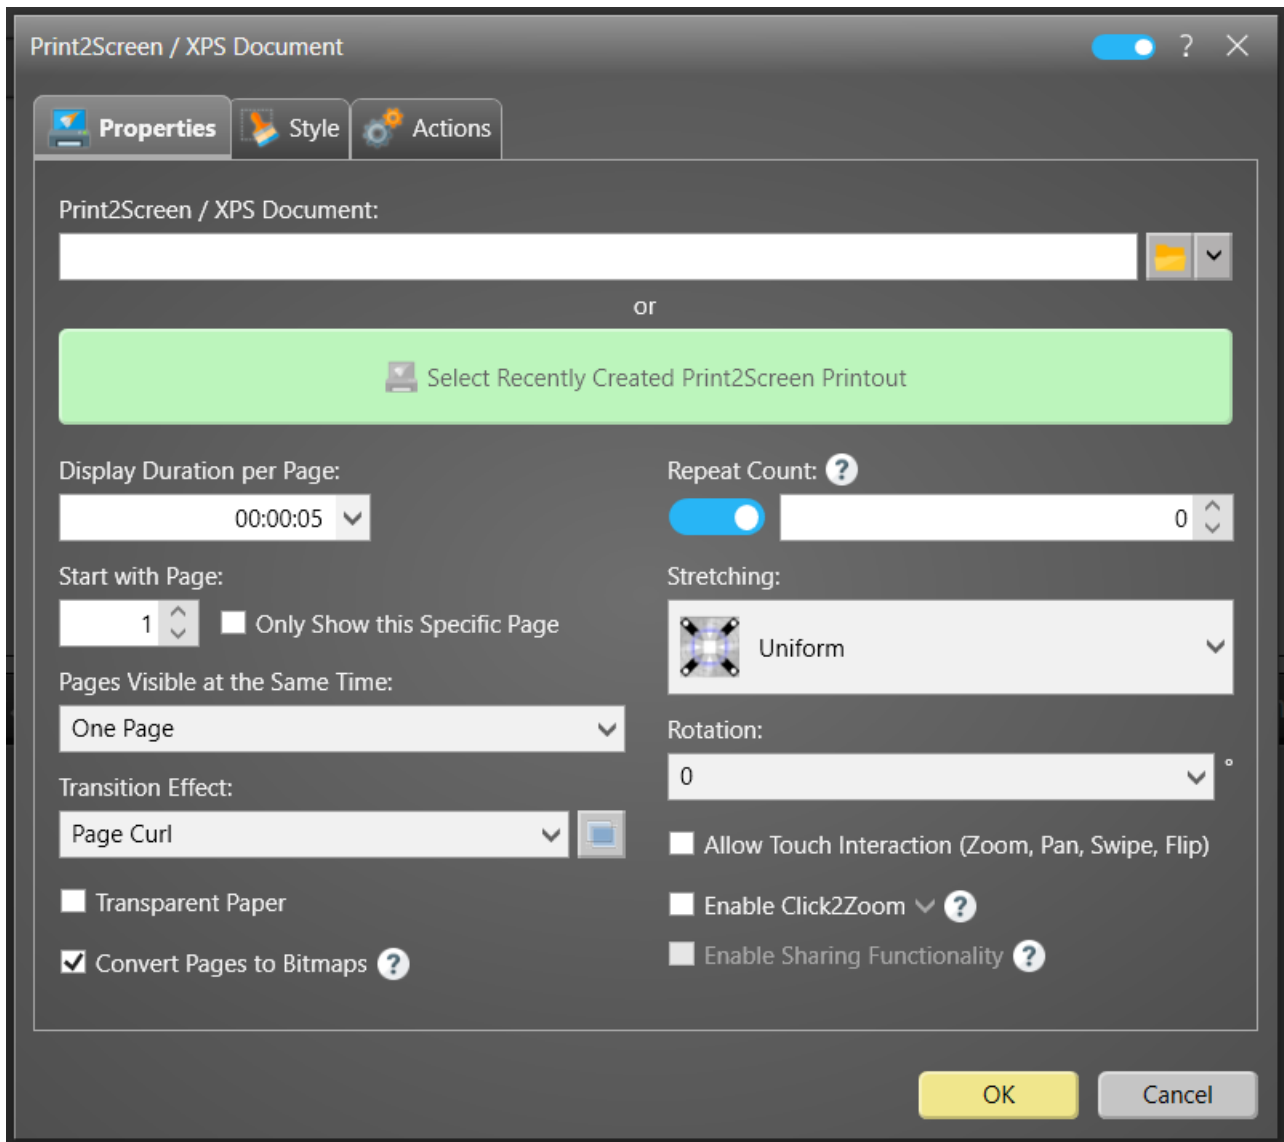 Print2Screen / XPS Document
?
Properties
Style
Actions
Print2Screen / XPS Document:
or
Select Recently Created Print2Screen Printout
Display Duration per Page:
00:00:05
Repeat Count: ?
0
Start with Page:
1
Only Show this Specific Page
Stretching:
Uniform
Pages Visible at the Same Time:
One Page
Rotation:
0 °
Transition Effect:
Page Curl
Allow Touch Interaction (Zoom, Pan, Swipe, Flip)
Transparent Paper
Enable Click2Zoom ?
Convert Pages to Bitmaps ?
Enable Sharing Functionality ?
OK
Cancel